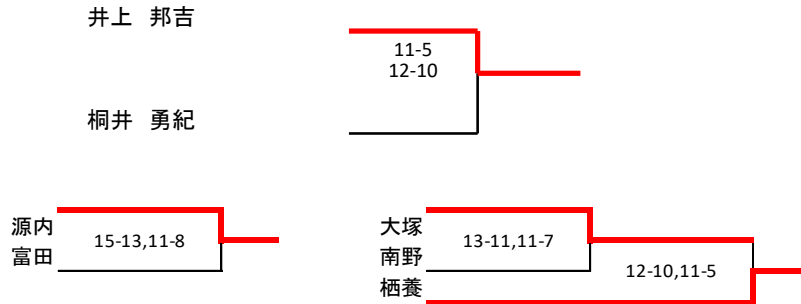 井上 邦吉
11-5
12-10
桐井 勇紀
源内
富田
15-13,11-8
大塚
南野
栖養
13-11,11-7
12-10,11-5